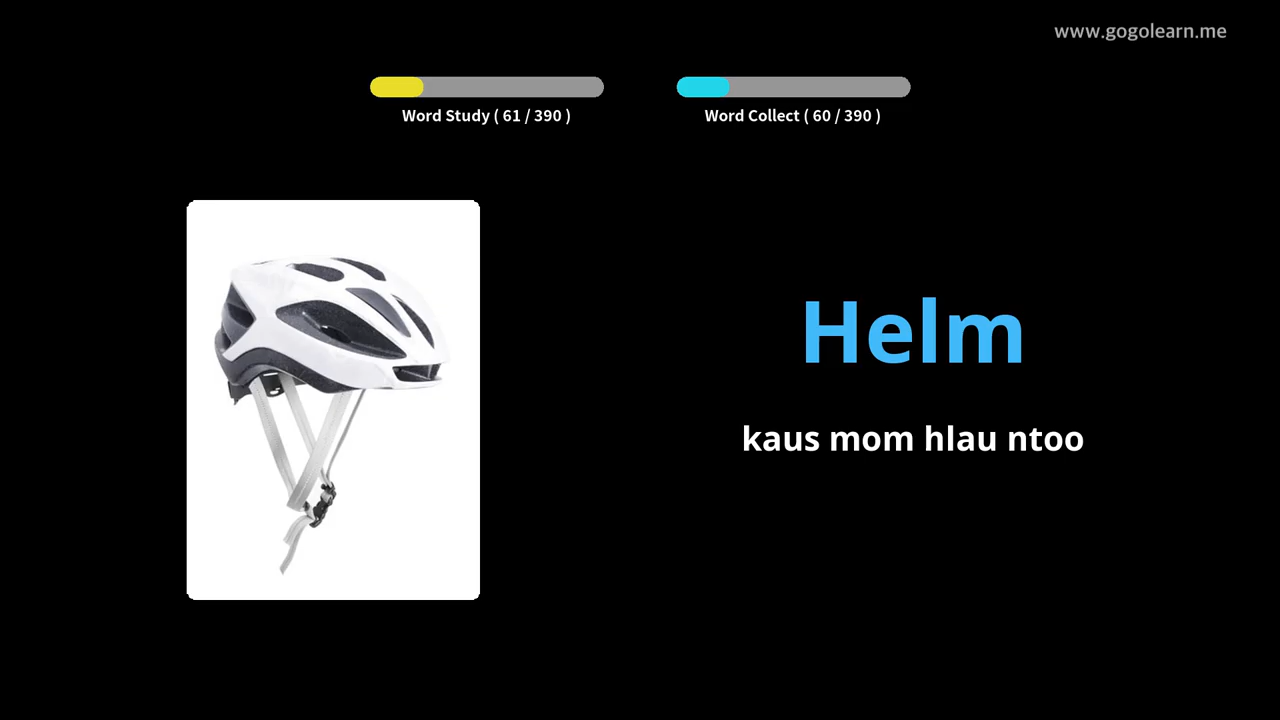 www.gogolearn.me
Word Study ( 61 / 390 )
Word Collect ( 60 / 390 )
Helm
kaus mom hlau ntoo